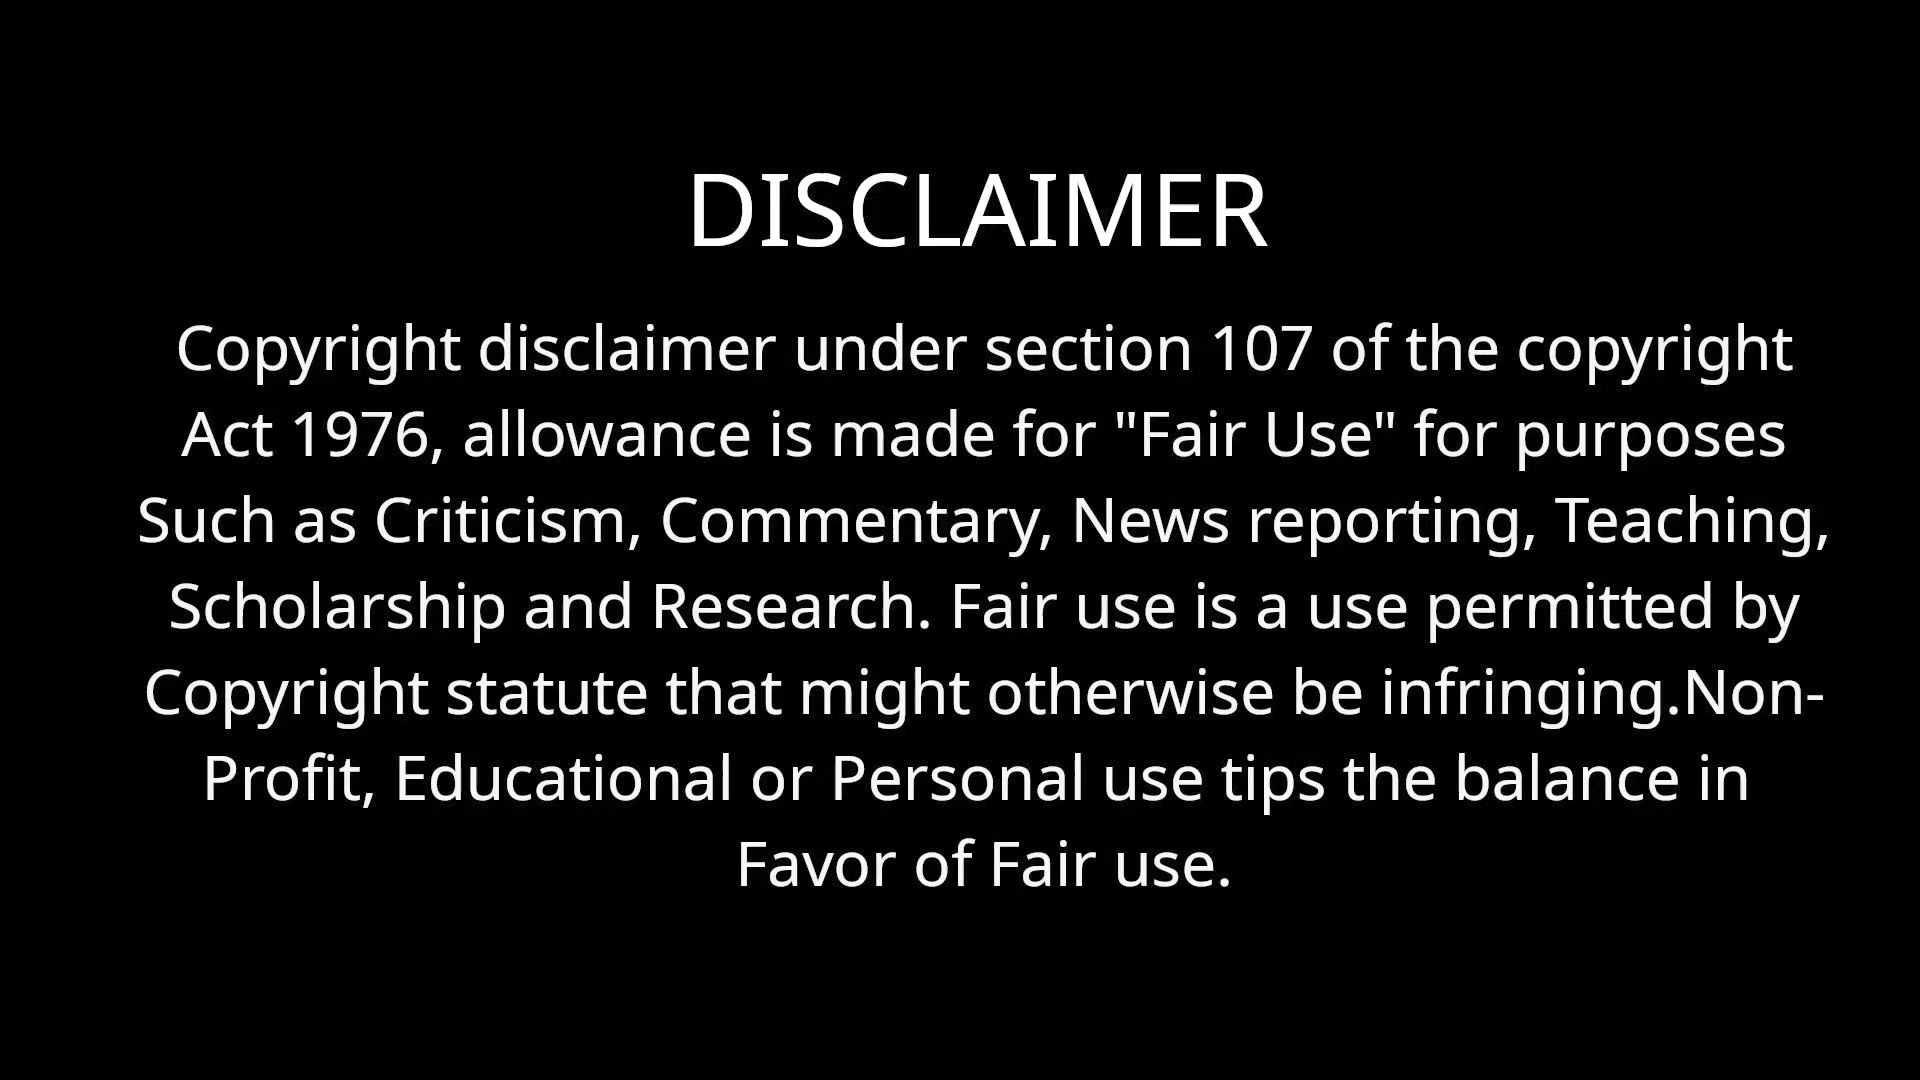 DISCLAIMER
Copyright disclaimer under section 107 of the copyright
Act 1976, allowance is made for "Fair Use" for purposes
Such as Criticism, Commentary, News reporting, Teaching,
Scholarship and Research. Fair use is a use permitted by
Copyright statute that might otherwise be infringing.Non-
Profit, Educational or Personal use tips the balance in
Favor of Fair use.